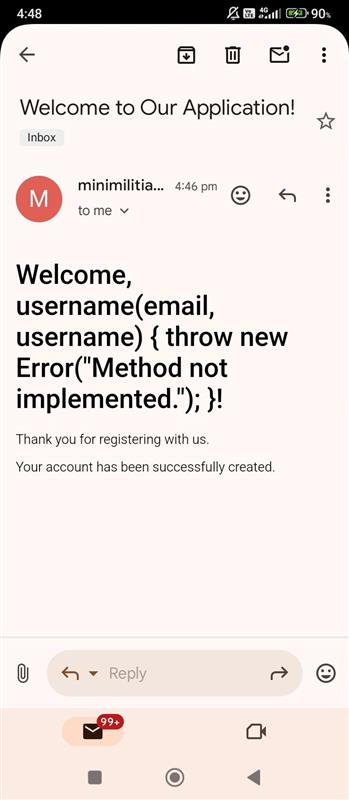 4:48
VO LTE
4G
90%
Welcome to Our Application!
Inbox
M
minimilitia...
4:46 pm
to me
Welcome,
username(email,
username) { throw new
Error("Method not
implemented."); }!
Thank you for registering with us.
Your account has been successfully created.
Reply
99+